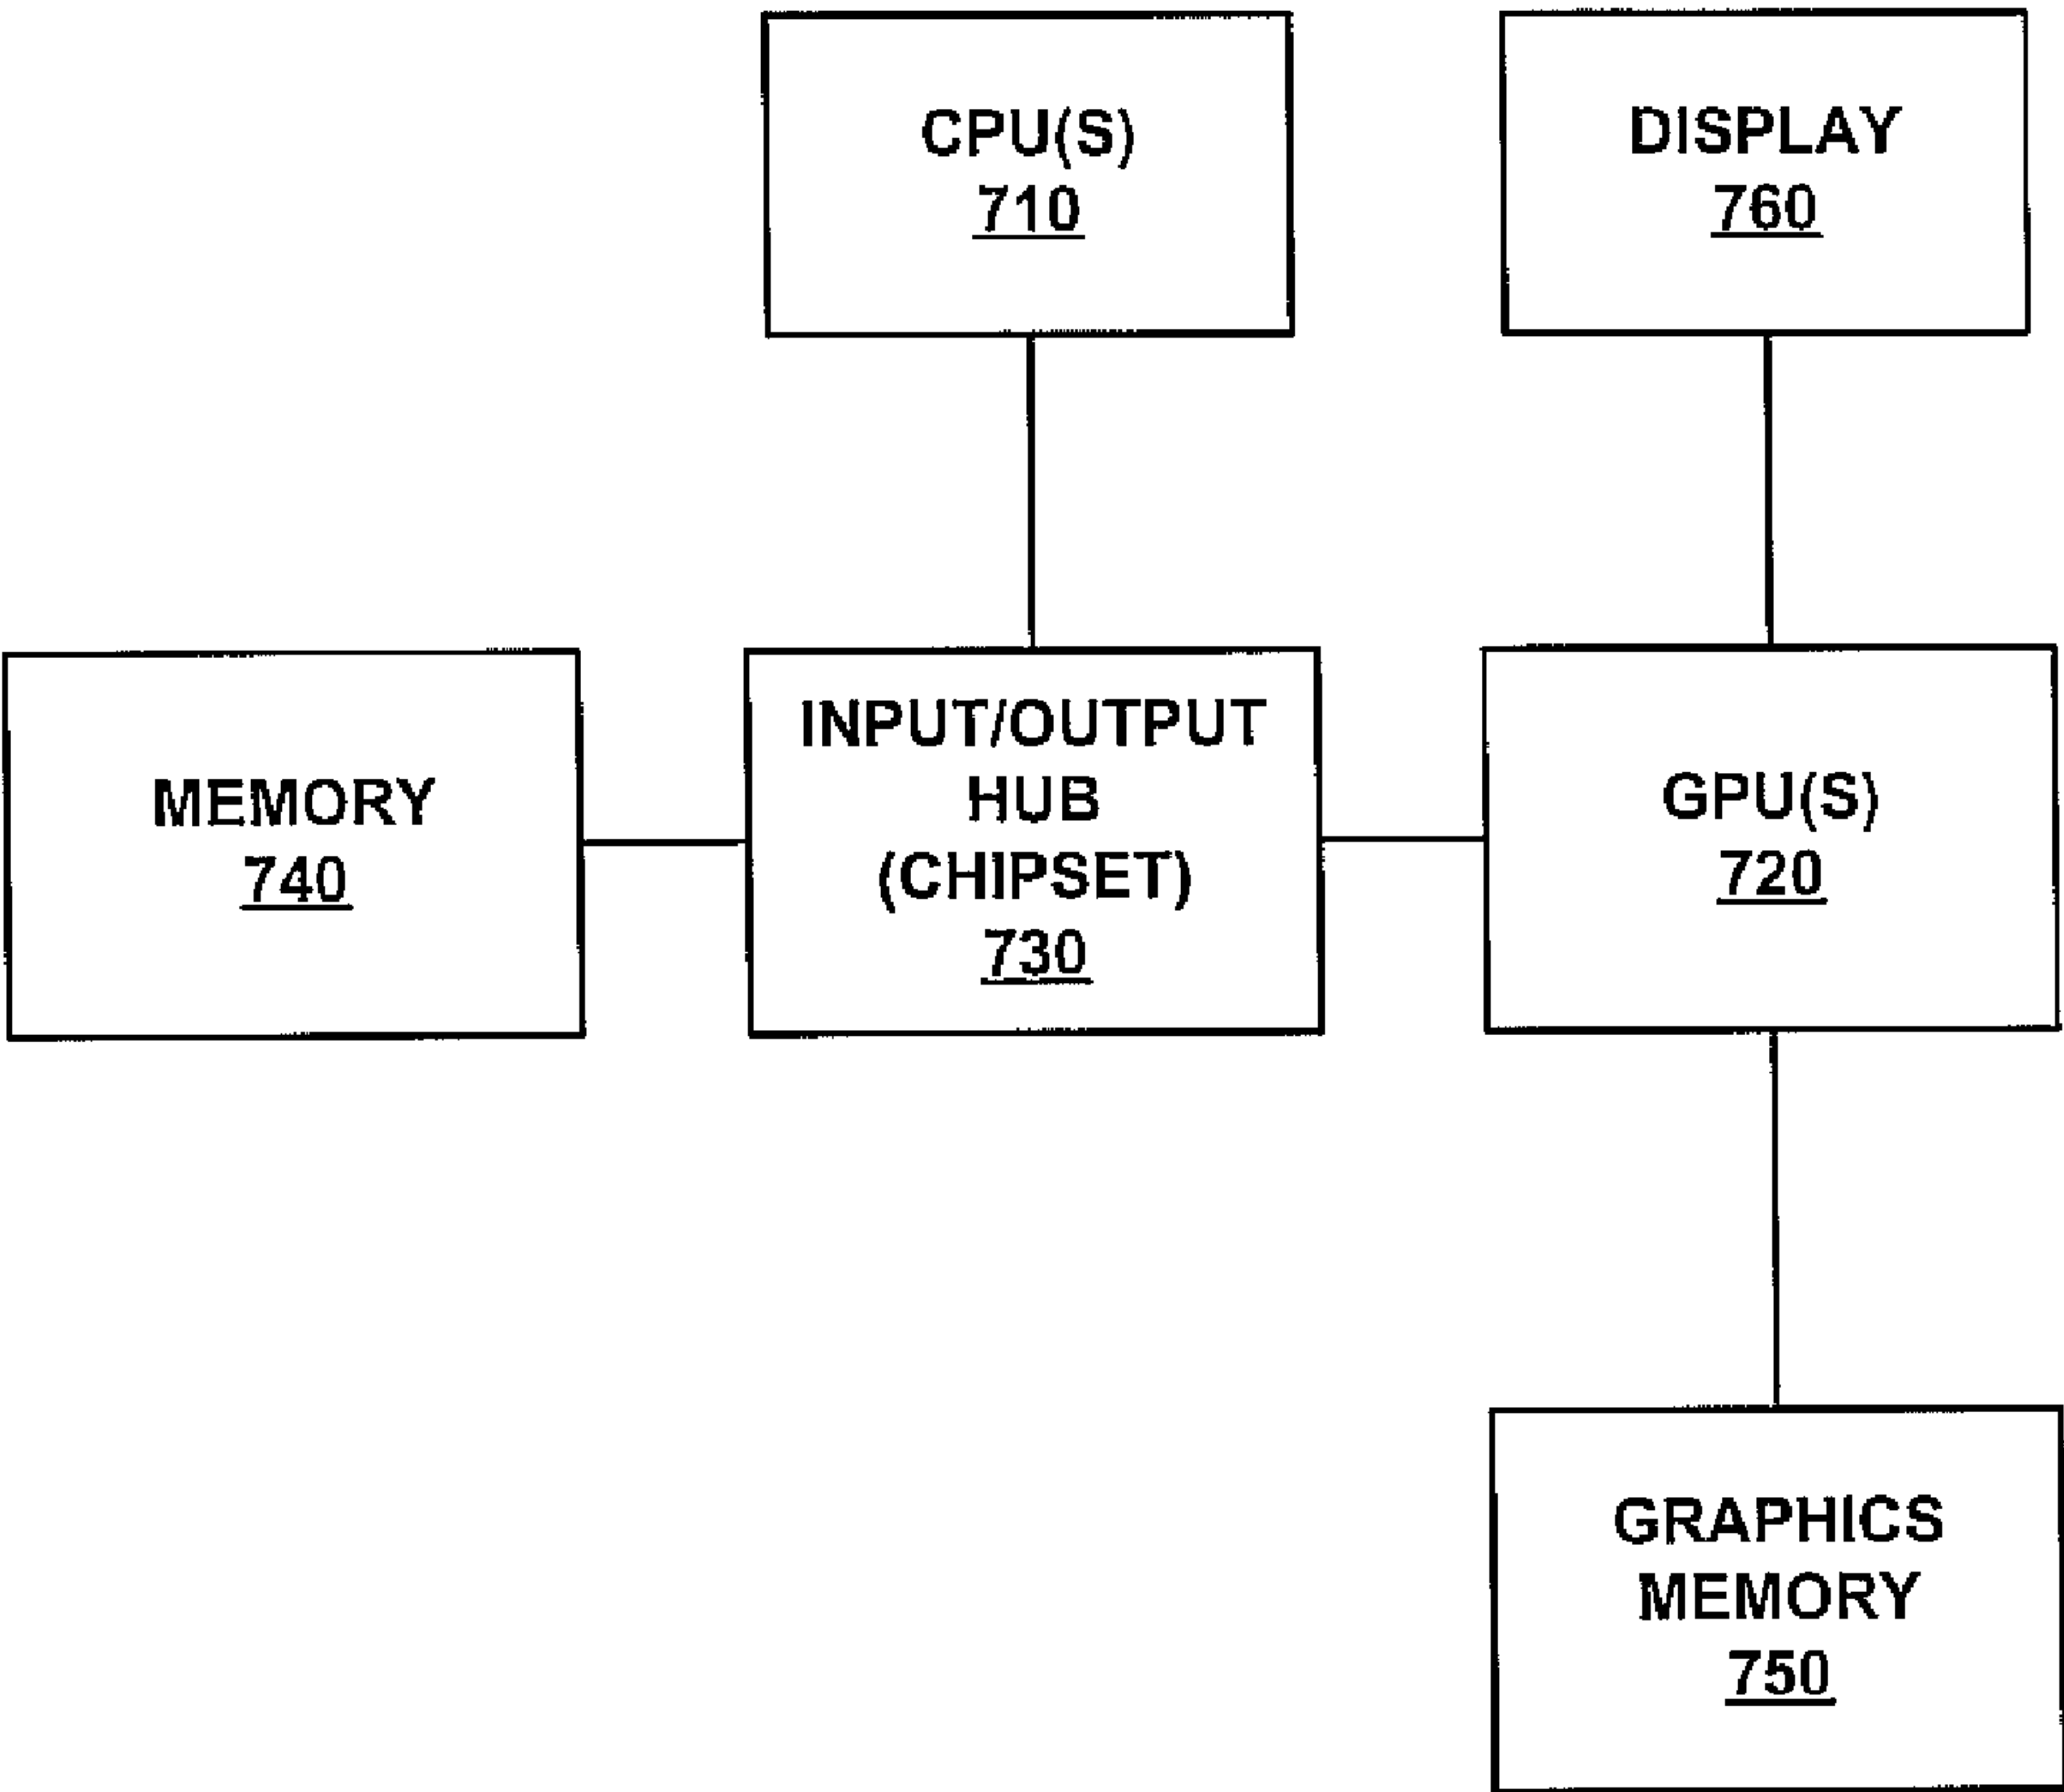 CPU(S)
710
DISPLAY
760
MEMORY
740
INPUT/OUTPUT
HUB
(CHIPSET)
730
GPU(S)
720
GRAPHICS
MEMORY
750